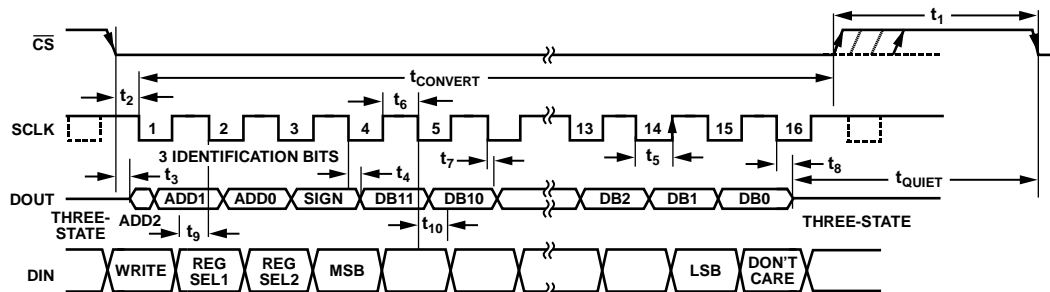 t1
CS
tCONVERT
t2
t6
SCLK
1 2 3 4 5 13 14 15 16
3 IDENTIFICATION BITS
t7
t5
t8
t3
t4
tQUIET
DOUT
ADD1 ADD0 SIGN DB11 DB10 DB2 DB1 DB0
THREE-
STATE
ADD2
THREE-STATE
t9
t10
DIN
WRITE
REG
SEL1
REG
SEL2
MSB
LSB
DON'T
CARE